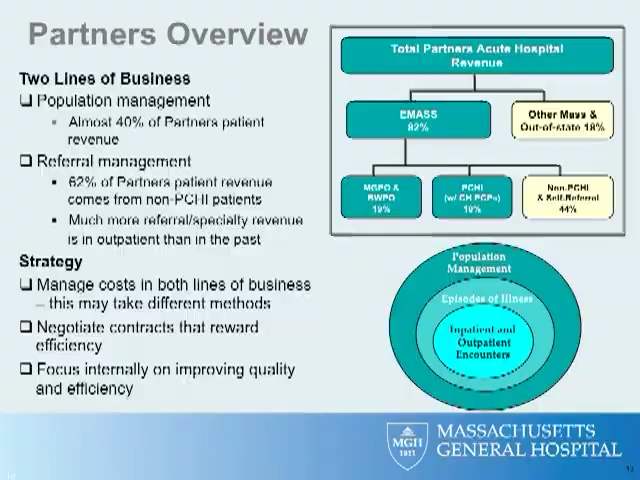 Partners Overview
Two Lines of Business
Population management
Almost 40% of Partners patient
revenue
Referral management
62% of Partners patient revenue
comes from non-PCHI patients
Much more referral/specialty revenue
is in outpatient than in the past
Strategy
Manage costs in both lines of business
– this may take different methods
Negotiate contracts that reward
efficiency
Focus internally on improving quality
and efficiency
Total Partners Acute Hospital
Revenue
EMASS
82%
Other Mass &
Out-of-state 18%
MGPO &
BWPO
19%
PCHI
(w/ CH PCPs)
19%
Non-PCHI
& Self-Referral
44%
Population
Management
Episodes of Illness
Inpatient and
Outpatient
Encounters
MGH
1811
MASSACHUSETTS
GENERAL HOSPITAL